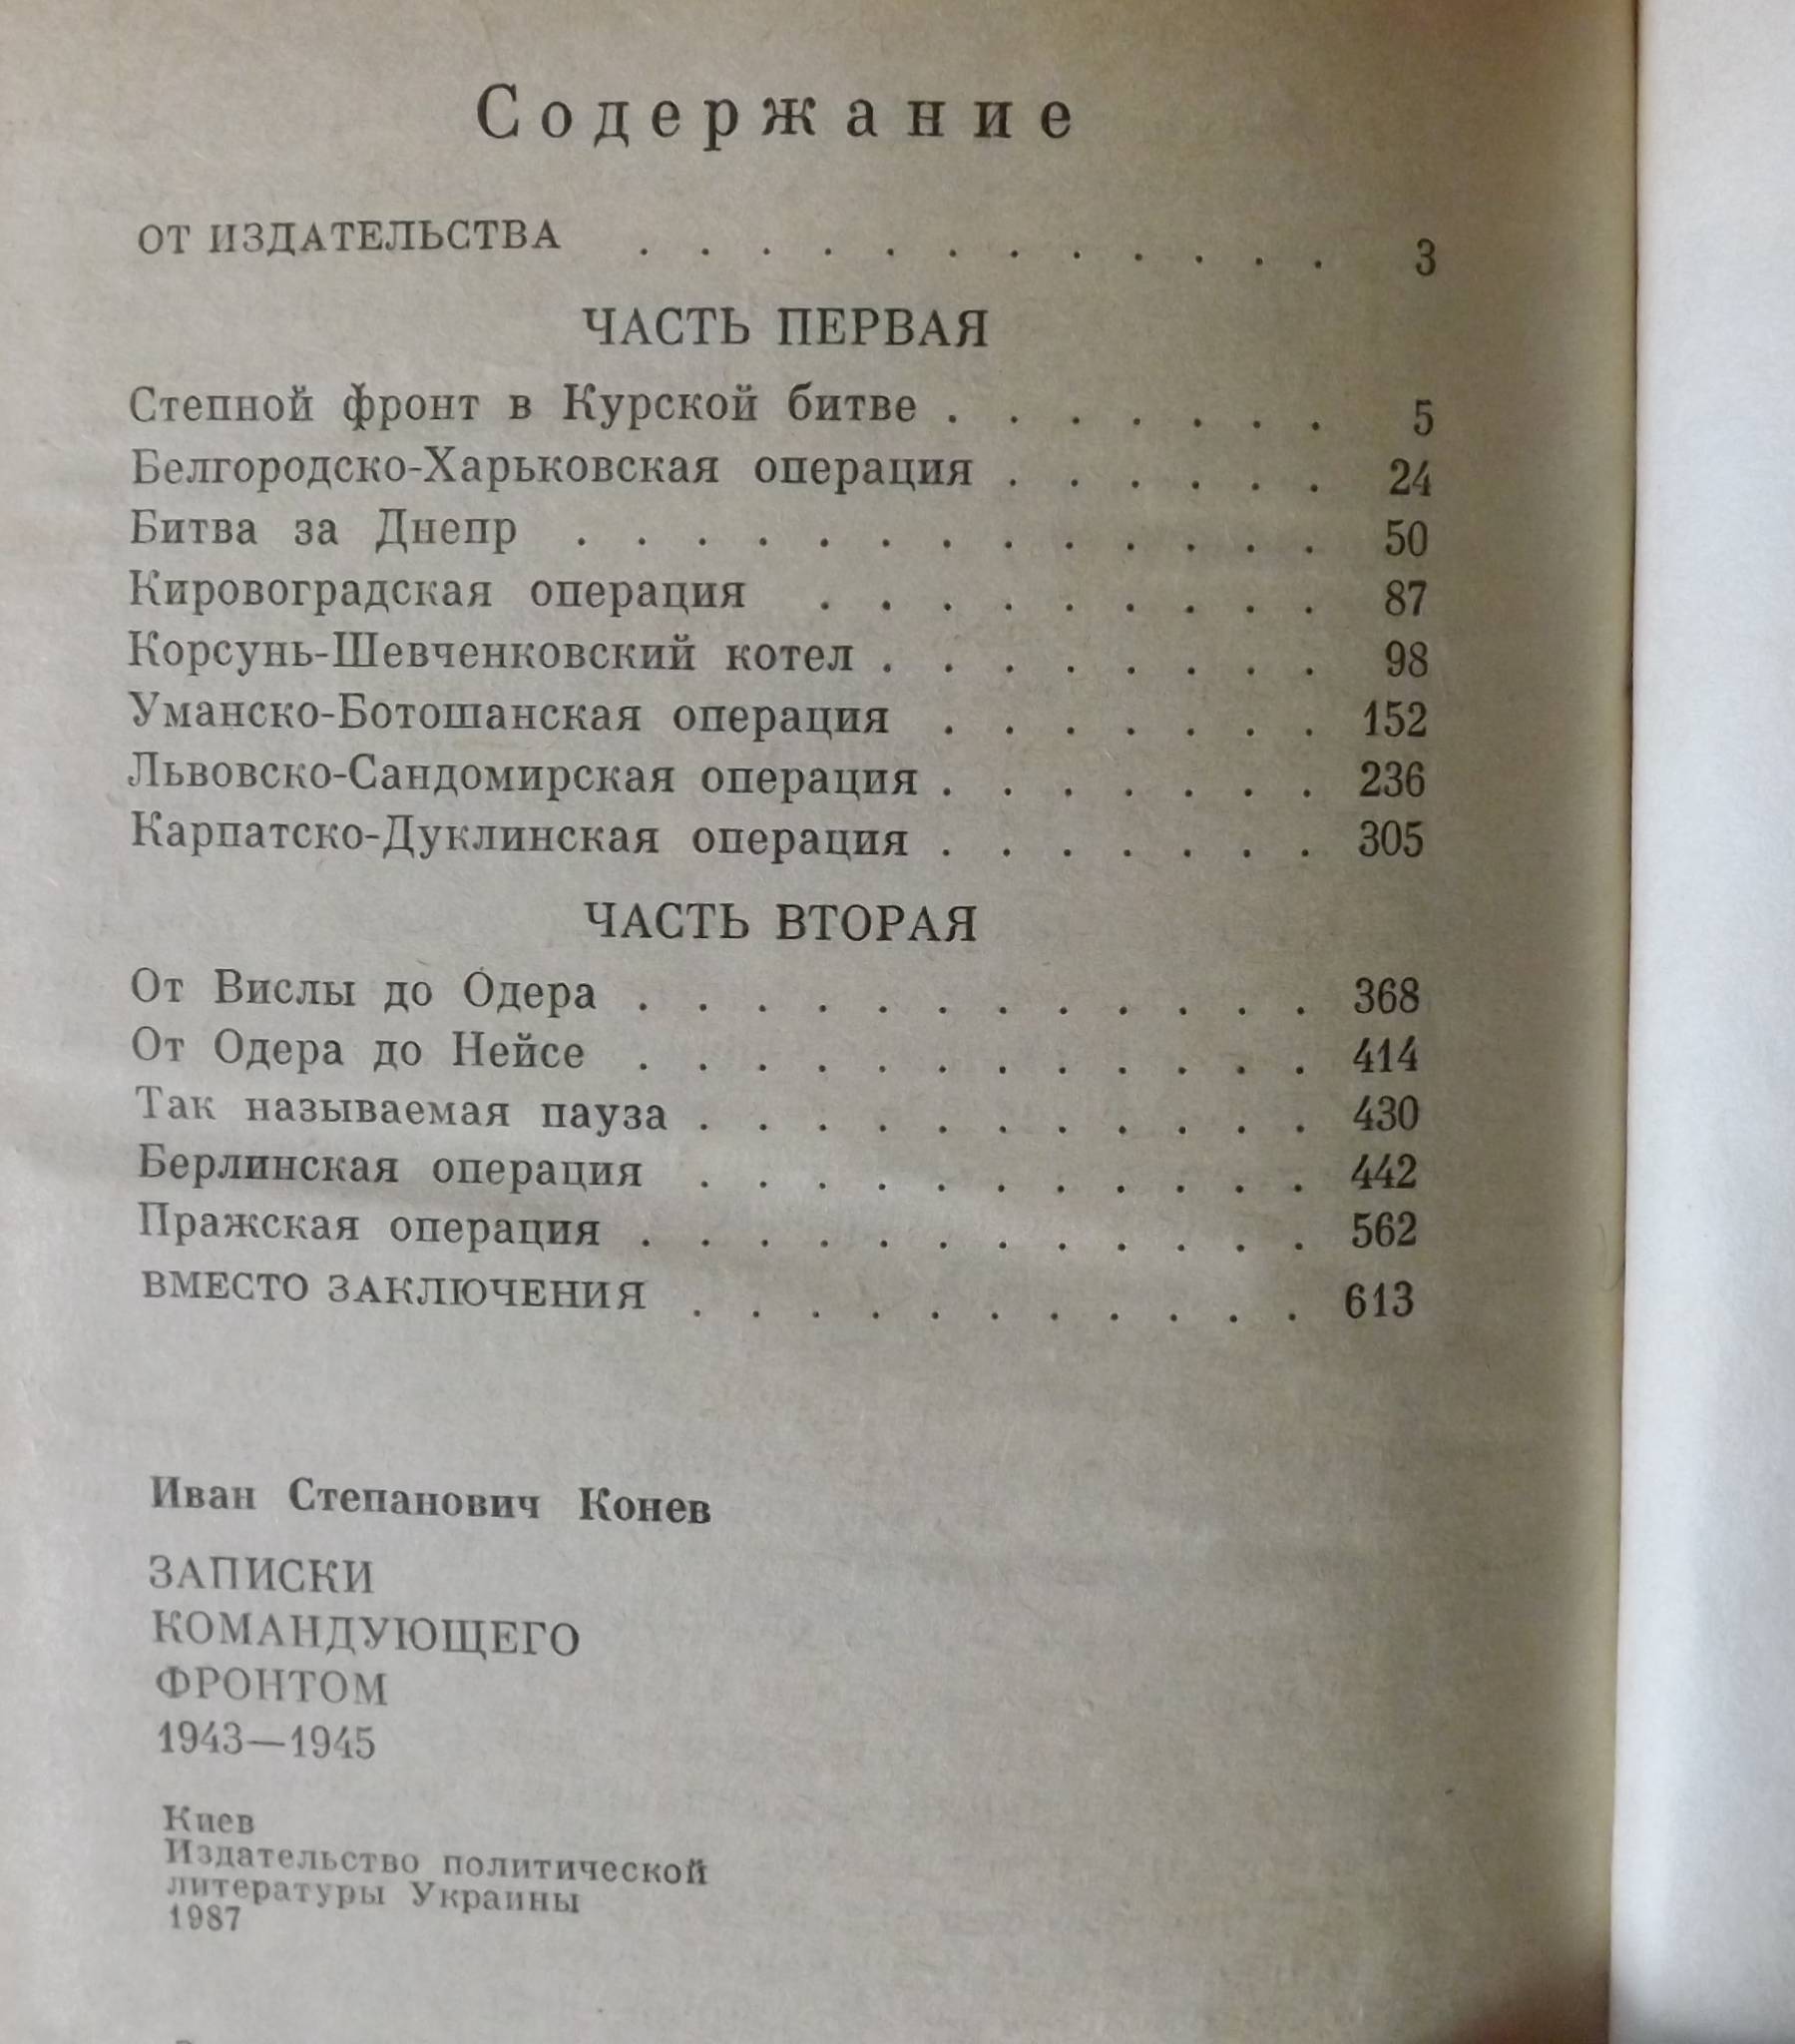 Содержание
ОТ ИЗДАТЕЛЬСТВА . . . . . . . . . . . . 3
ЧАСТЬ ПЕРВАЯ
Степной фронт в Курской битве . . . . . . . 5
Белгородско-Харьковская операция . . . . . . 24
Битва за Днепр . . . . . . . . . . . . . 50
Кировоградская операция . . . . . . . . . 87
Корсунь-Шевченковский котел . . . . . . . . 98
Уманско-Ботошанская операция . . . . . . . 152
Львовско-Сандомирская операция . . . . . . . 236
Карпатско-Дуклинская операция . . . . . . . 305
ЧАСТЬ ВТОРАЯ
От Вислы до Одера . . . . . . . . . . . . 368
От Одера до Нейсе . . . . . . . . . . . . 414
Так называемая пауза . . . . . . . . . . . 430
Берлинская операция . . . . . . . . . . . 442
Пражская операция . . . . . . . . . . . . 562
ВМЕСТО ЗАКЛЮЧЕНИЯ . . . . . . . . . . . 613
Иван Степанович Конев
ЗАПИСКИ
КОМАНДУЮЩЕГО
ФРОНТОМ
1943—1945
Киев
Издательство политической
литературы Украины
1987